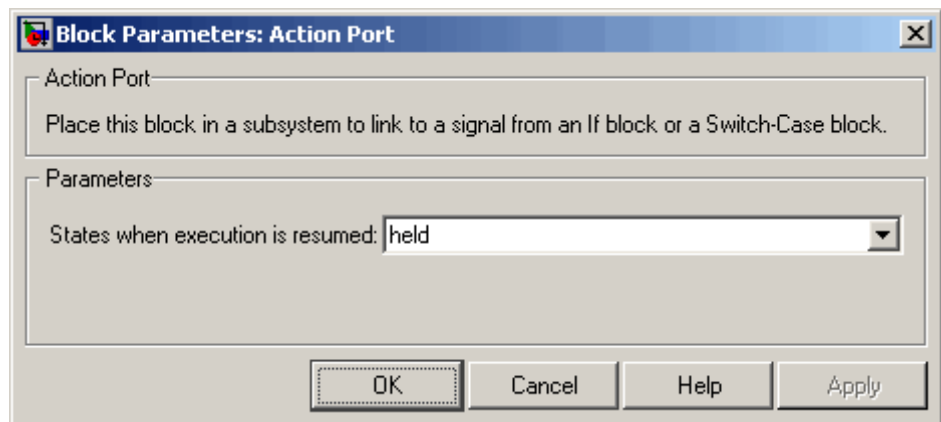 Block Parameters: Action Port
Action Port
Place this block in a subsystem to link to a signal from an If block or a Switch-Case block.
Parameters
States when execution is resumed: held
OK Cancel Help Apply